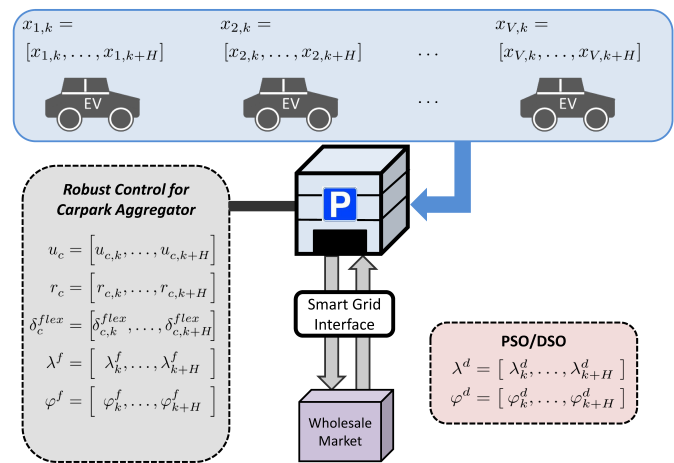 x_{1,k} =
[x_{1,k}, . . . , x_{1,k+H}]
EV
x_{2,k} =
[x_{2,k}, . . . , x_{2,k+H}]
EV
. . .
. . .
x_{V,k} =
[x_{V,k}, . . . , x_{V,k+H}]
EV
Robust Control for
Carpark Aggregator
u_c = [u_{c,k}, . . . , u_{c,k+H}]
r_c = [r_{c,k}, . . . , r_{c,k+H}]
δ_c^{flex} = [δ_{c,k}^{flex}, . . . , δ_{c,k+H}^{flex}]
λ^f = [ λ_k^f, . . . , λ_{k+H}^f ]
φ^f = [ φ_k^f, . . . , φ_{k+H}^f ]
P
Smart Grid
Interface
Wholesale
Market
PSO/DSO
λ^d = [ λ_k^d, . . . , λ_{k+H}^d ]
φ^d = [ φ_k^d, . . . , φ_{k+H}^d ]